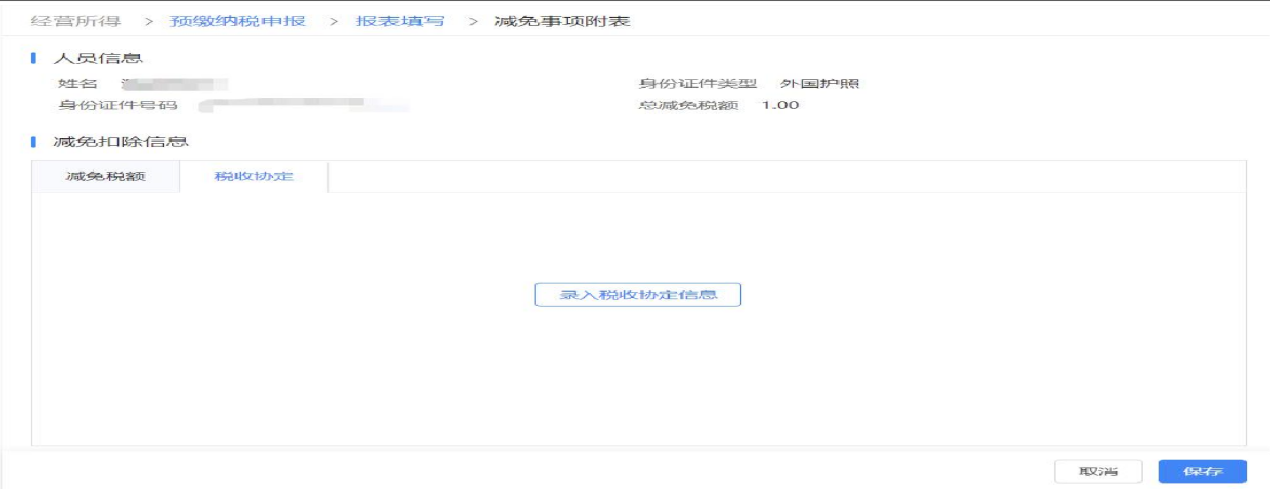 经营所得 > 预缴纳税申报 > 报表填写 > 减免事项附表
人员信息
姓名 身份证件类型 外国护照
身份证件号码 总减免税额 1.00
减免扣除信息
减免税额 税收协定
录入税收协定信息
取消 保存